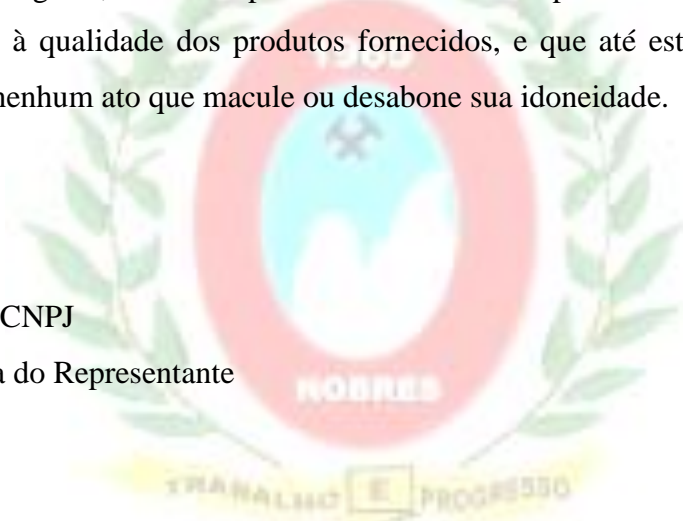 à qualidade dos produtos fornecidos, e que até est
nenhum ato que macule ou desabone sua idoneidade.
CNPJ
a do Representante
NOBRES
TRABALHO E PROGRESSO